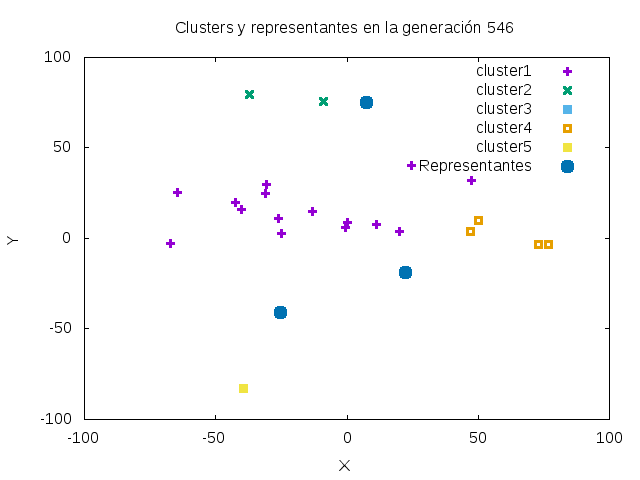 Clusters y representantes en la generación 546
100
50
0
-50
-100
-100
-50
0
50
100
Y
X
cluster1
cluster2
cluster3
cluster4
cluster5
Representantes